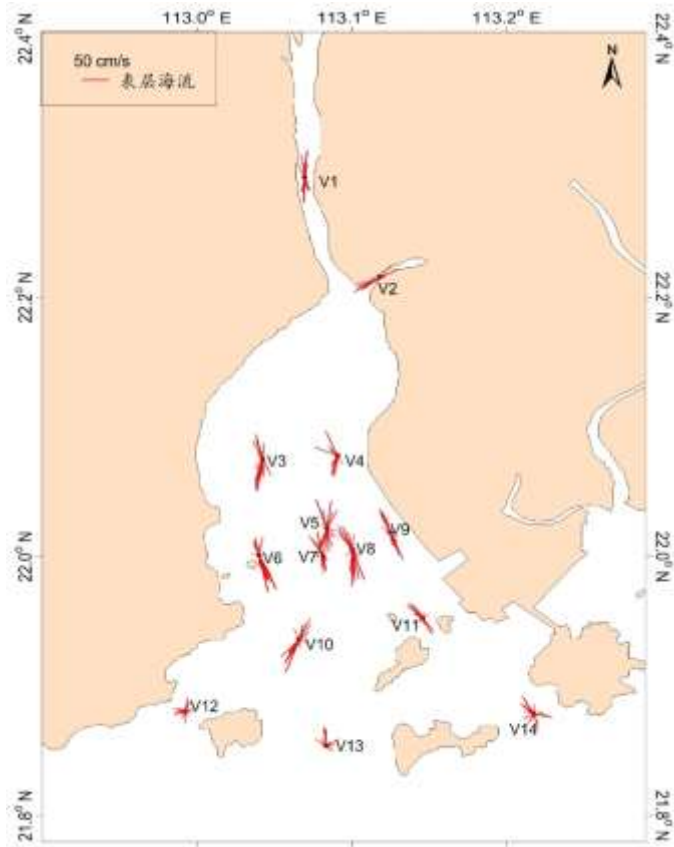 113.0° E 113.1° E 113.2° E
22.4° N 22.4° N
50 cm/s
表层海流
N
V1
V2
22.2° N 22.2° N
V3 V4
V5 V9
22.0° N V6 V7 V8 22.0° N
V11
V10
V12
V13 V14
21.8° N 21.8° N